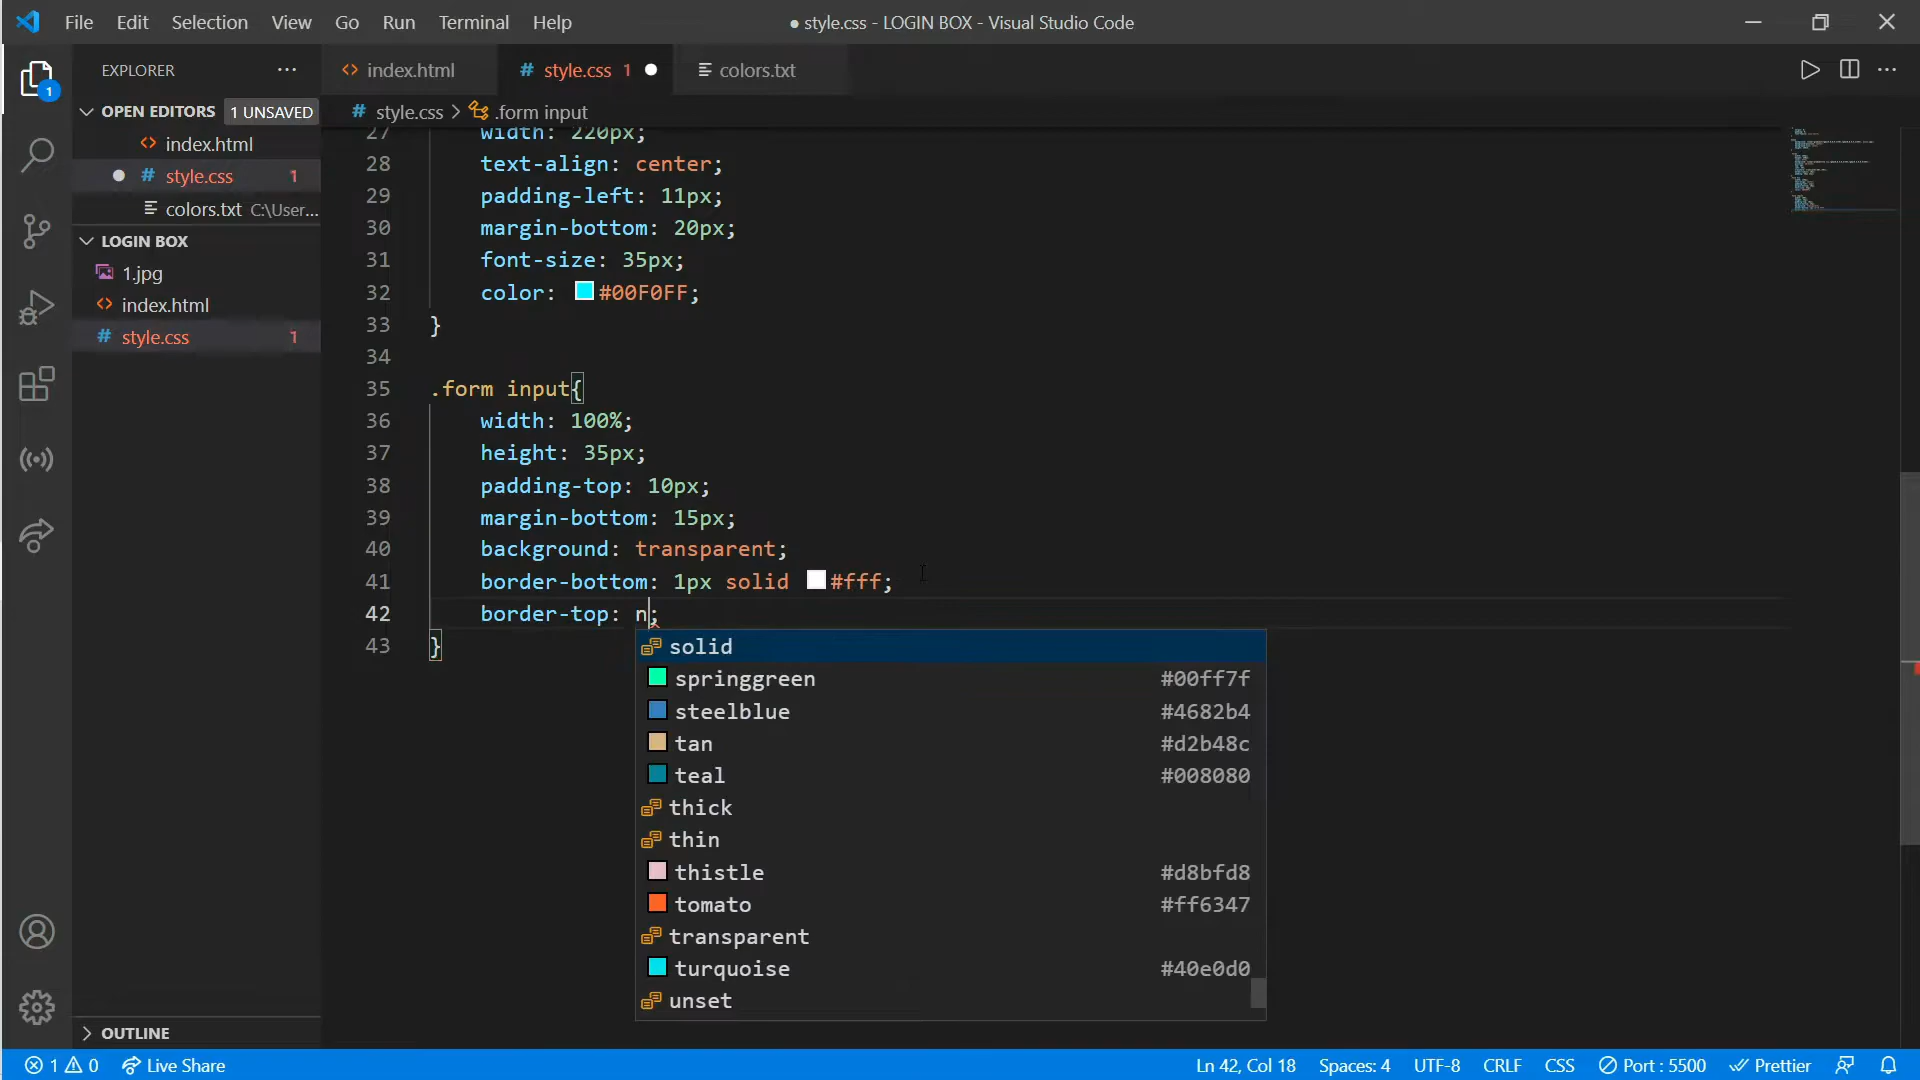 File Edit Selection View Go Run Terminal Help ● style.css - LOGIN BOX - Visual Studio Code
EXPLORER ···
index.html
style.css 1
colors.txt
OPEN EDITORS 1 UNSAVED
index.html
style.css 1
colors.txt C:\User...
LOGIN BOX
1.jpg
index.html
style.css 1
OUTLINE
1
style.css > .form input
27 width: 220px;
28 text-align: center;
29 padding-left: 11px;
30 margin-bottom: 20px;
31 font-size: 35px;
32 color: #00F0FF;
33 }
34
35 .form input{
36 width: 100%;
37 height: 35px;
38 padding-top: 10px;
39 margin-bottom: 15px;
40 background: transparent;
41 border-bottom: 1px solid #fff;
42 border-top: n;
43 }
solid
springgreen #00ff7f
steelblue #4682b4
tan #d2b48c
teal #008080
thick
thin
thistle #d8bfd8
tomato #ff6347
transparent
turquoise #40e0d0
unset
1 0 Live Share Ln 42, Col 18 Spaces: 4 UTF-8 CRLF CSS Port : 5500 Prettier